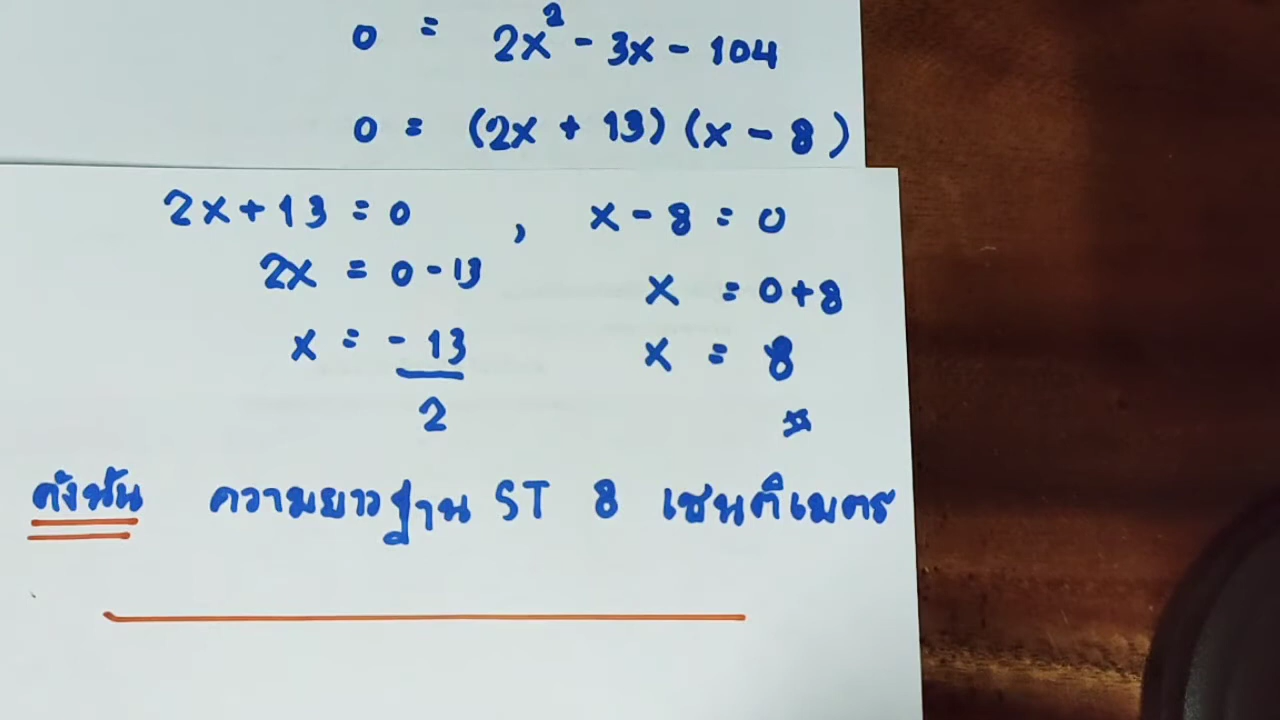 0 = 2x² - 3x - 104
0 = (2x + 13)(x - 8)
2x + 13 = 0 , x - 8 = 0
2x = 0 - 13 x = 0 + 8
x = -13/2 x = 8
ดังนั้น ความยาวฐาน ST 8 เซนติเมตร